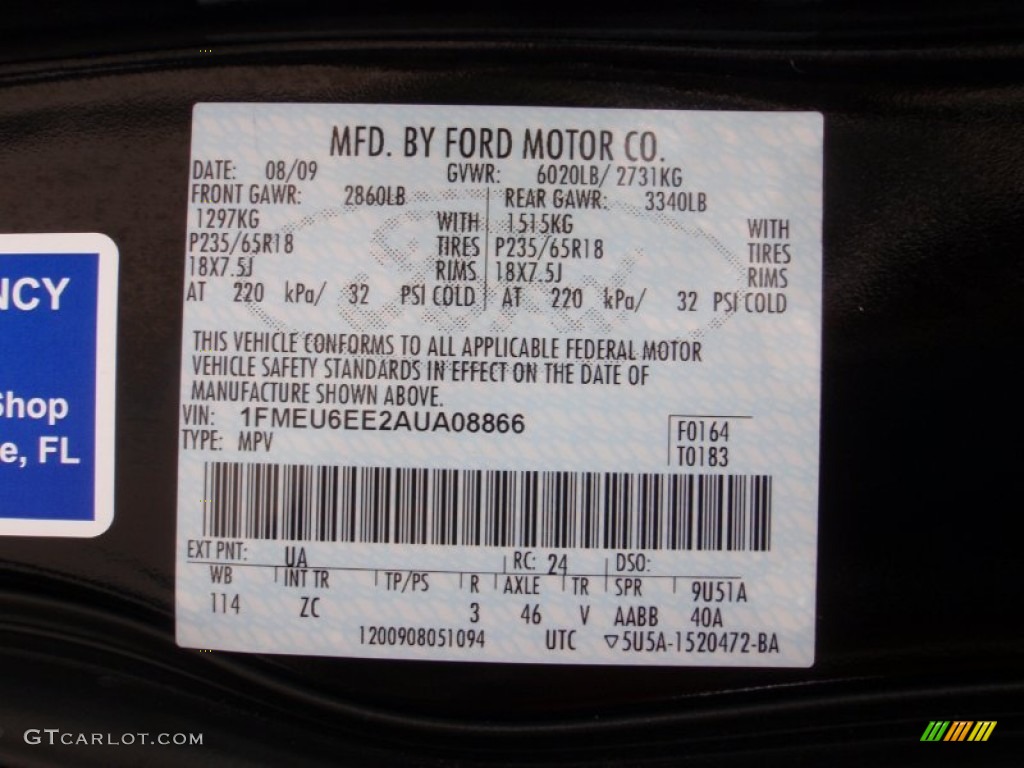 MFD. BY FORD MOTOR CO.
DATE: 08/09 GVWR: 6020LB/ 2731KG
FRONT GAWR: 2860LB REAR GAWR: 3340LB
1297KG WITH 1515KG WITH
P235/65R18 TIRES P235/65R18 TIRES
18X7.5J RIMS 18X7.5J RIMS
AT 220 kPa/ 32 PSI COLD AT 220 kPa/ 32 PSI COLD
THIS VEHICLE CONFORMS TO ALL APPLICABLE FEDERAL MOTOR
VEHICLE SAFETY STANDARDS IN EFFECT ON THE DATE OF
MANUFACTURE SHOWN ABOVE.
VIN: 1FMEU6EE2AUA08866
TYPE: MPV
F0164
T0183
EXT PNT: UA RC: 24 DSO:
WB INT TR TP/PS R AXLE TR SPR 9U51A
114 ZC 3 46 V AABB 40A
1200908051094 UTC ▽5U5A-1520472-BA
NCY
Shop
e, FL
GTCARLOT.COM